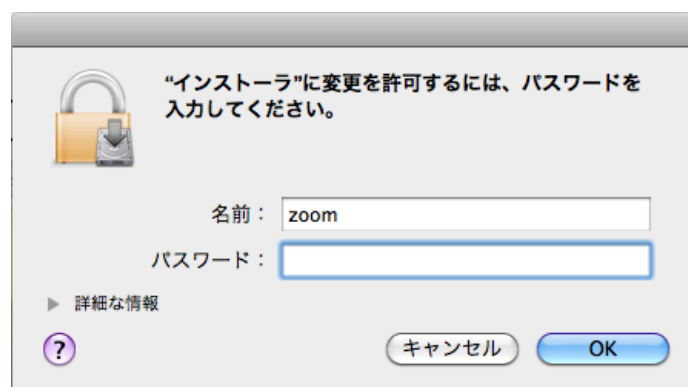 “インストーラ”に変更を許可するには、パスワードを
入力してください。
名前： zoom
パスワード：
詳細な情報
?
キャンセル OK